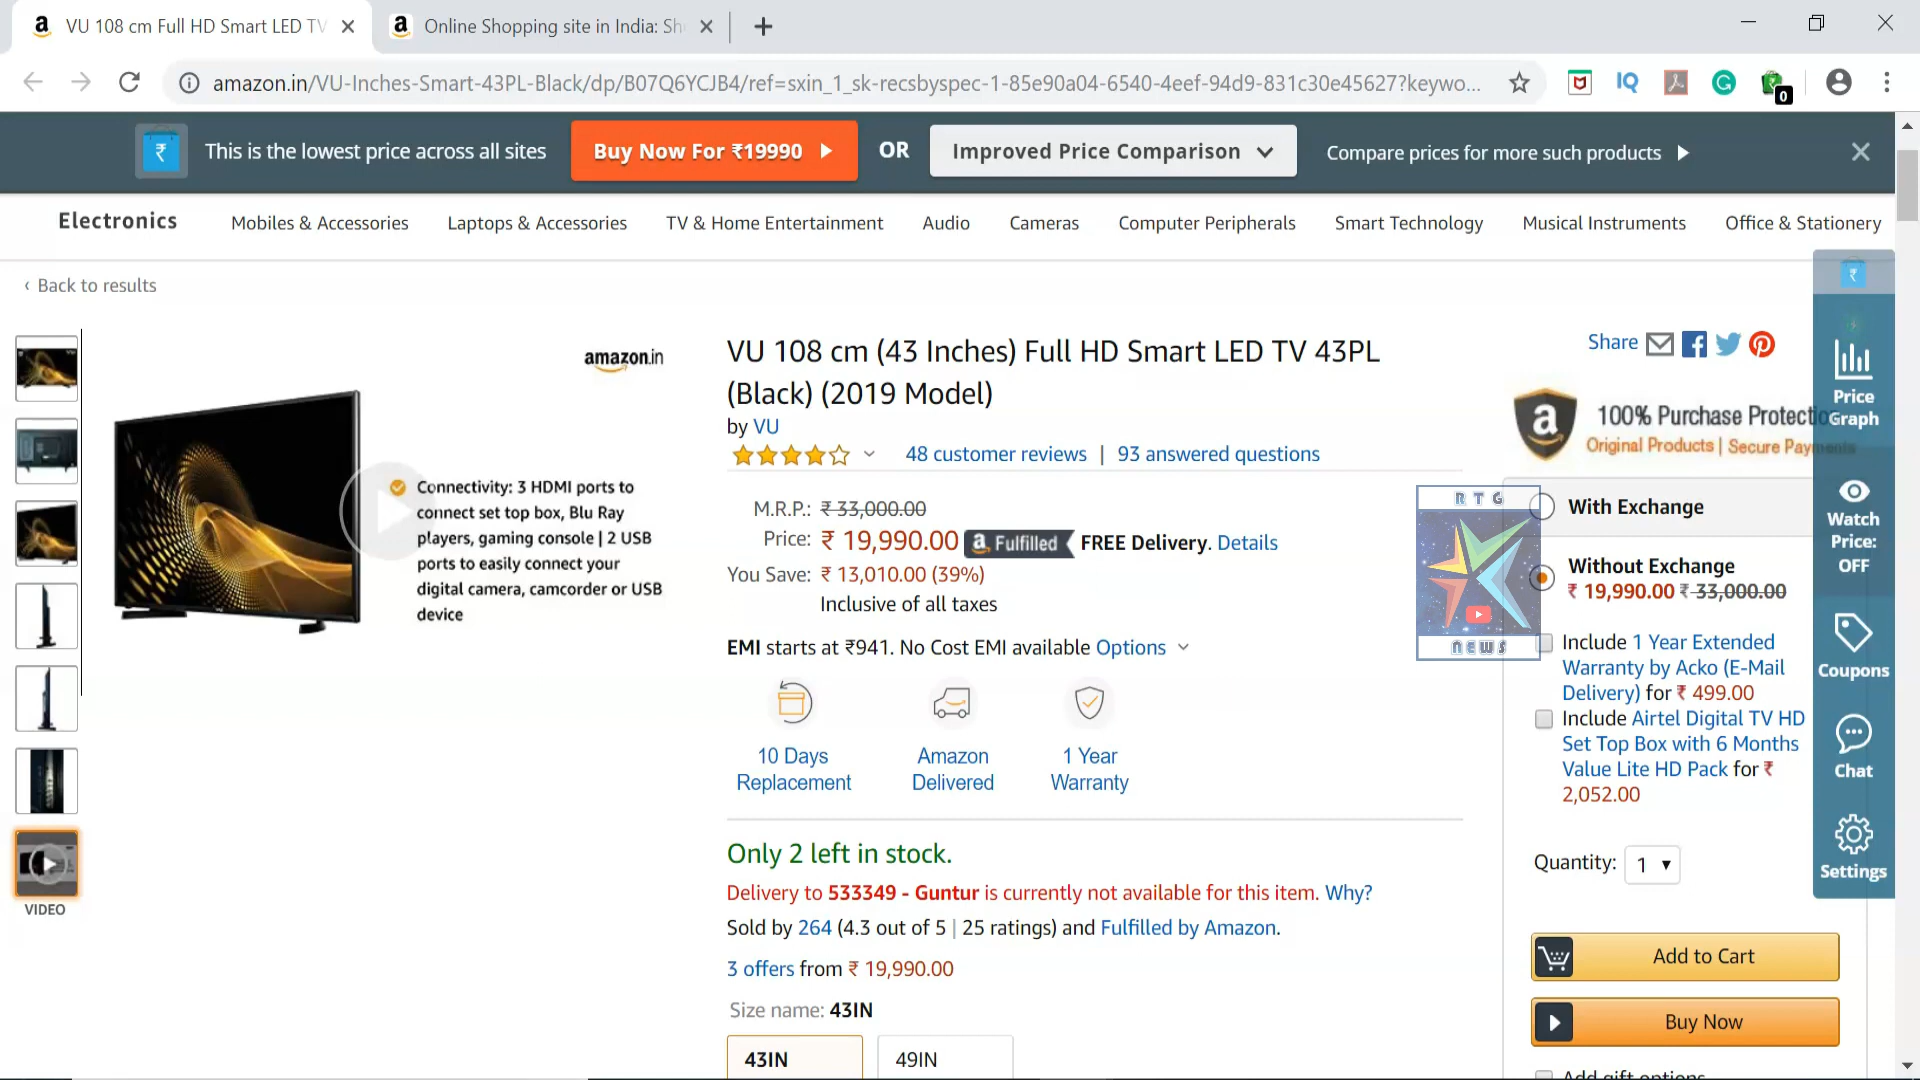 VU 108 cm Full HD Smart LED TV
Online Shopping site in India: Sh
amazon.in/VU-Inches-Smart-43PL-Black/dp/B07Q6YCJB4/ref=sxin_1_sk-recsbyspec-1-85e90a04-6540-4eef-94d9-831c30e45627?keywo...
IQ
0
This is the lowest price across all sites
Buy Now For ₹19990
OR
Improved Price Comparison
Compare prices for more such products
Electronics
Mobiles & Accessories
Laptops & Accessories
TV & Home Entertainment
Audio
Cameras
Computer Peripherals
Smart Technology
Musical Instruments
Office & Stationery
‹ Back to results
amazon.in
Connectivity: 3 HDMI ports to
connect set top box, Blu Ray
players, gaming console | 2 USB
ports to easily connect your
digital camera, camcorder or USB
device
VIDEO
VU 108 cm (43 Inches) Full HD Smart LED TV 43PL
(Black) (2019 Model)
by VU
48 customer reviews | 93 answered questions
M.R.P.: ₹ 33,000.00
Price: ₹ 19,990.00 a Fulfilled FREE Delivery. Details
You Save: ₹ 13,010.00 (39%)
Inclusive of all taxes
EMI starts at ₹941. No Cost EMI available Options
10 Days
Replacement
Amazon
Delivered
1 Year
Warranty
Only 2 left in stock.
Delivery to 533349 - Guntur is currently not available for this item. Why?
Sold by 264 (4.3 out of 5 | 25 ratings) and Fulfilled by Amazon.
3 offers from ₹ 19,990.00
Size name: 43IN
43IN
49IN
RTG
NEWS
Share
100% Purchase Protectio
Original Products | Secure Payments
With Exchange
Without Exchange
₹ 19,990.00 ₹ 33,000.00
Include 1 Year Extended
Warranty by Acko (E-Mail
Delivery) for ₹ 499.00
Include Airtel Digital TV HD
Set Top Box with 6 Months
Value Lite HD Pack for ₹
2,052.00
Quantity: 1
Add to Cart
Buy Now
Add gift options
Price
Graph
Watch
Price:
OFF
Coupons
Chat
Settings